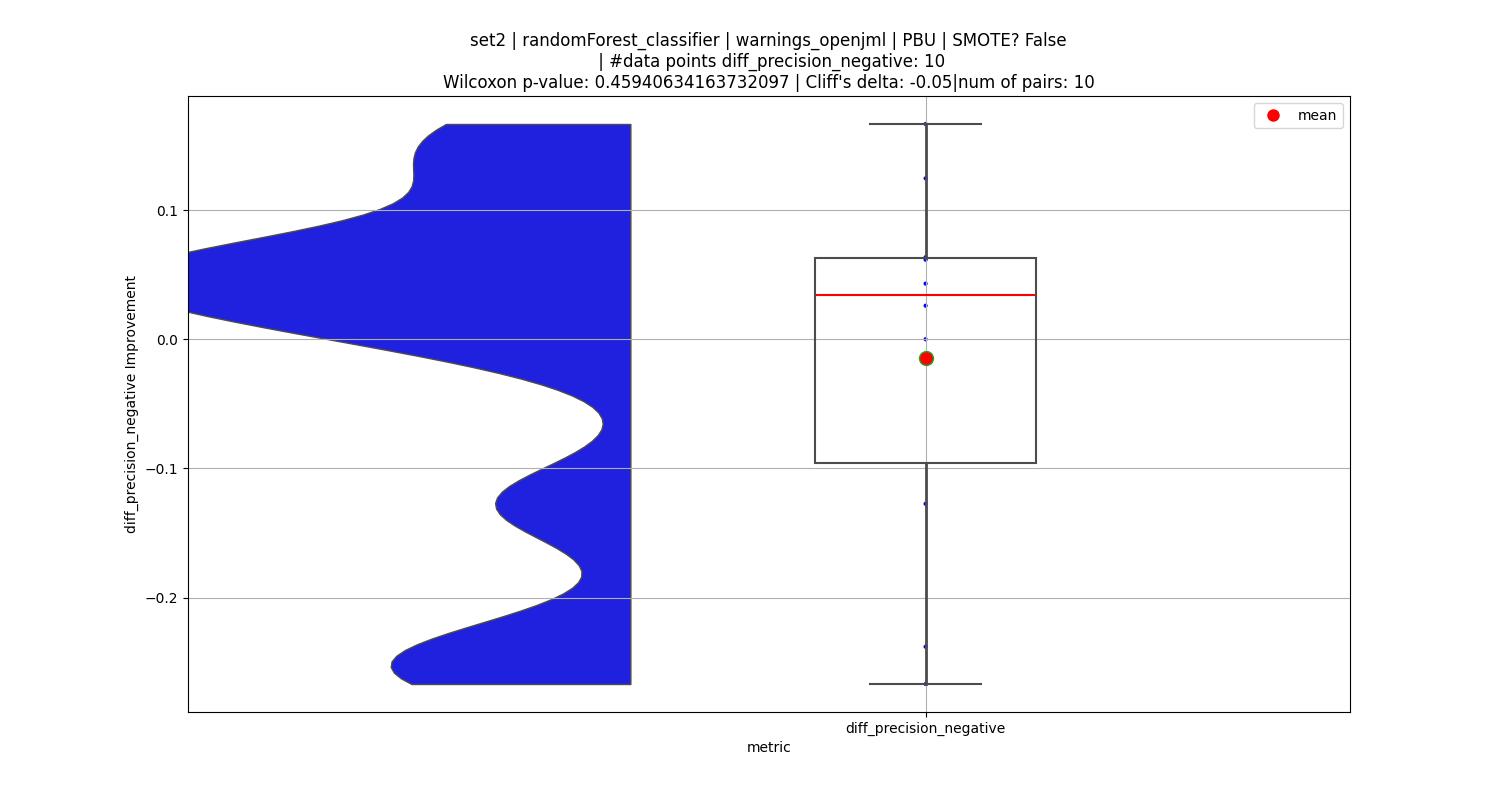 set2 | randomForest_classifier | warnings_openjml | PBU | SMOTE? False
| #data points diff_precision_negative: 10
Wilcoxon p-value: 0.45940634163732097 | Cliff's delta: -0.05|num of pairs: 10
mean
0.1
0.0
−0.1
−0.2
diff_precision_negative Improvement
diff_precision_negative
metric